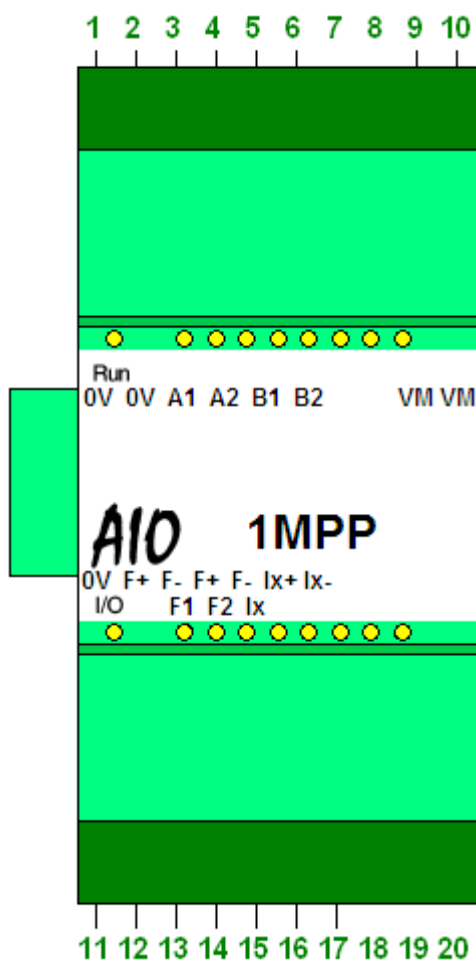 1 2 3 4 5 6 7 8 9 10
Run
0V 0V A1 A2 B1 B2 VM VM
AIO 1MPP
0V F+ F- F+ F- Ix+ Ix-
I/O F1 F2 Ix
11 12 13 14 15 16 17 18 19 20